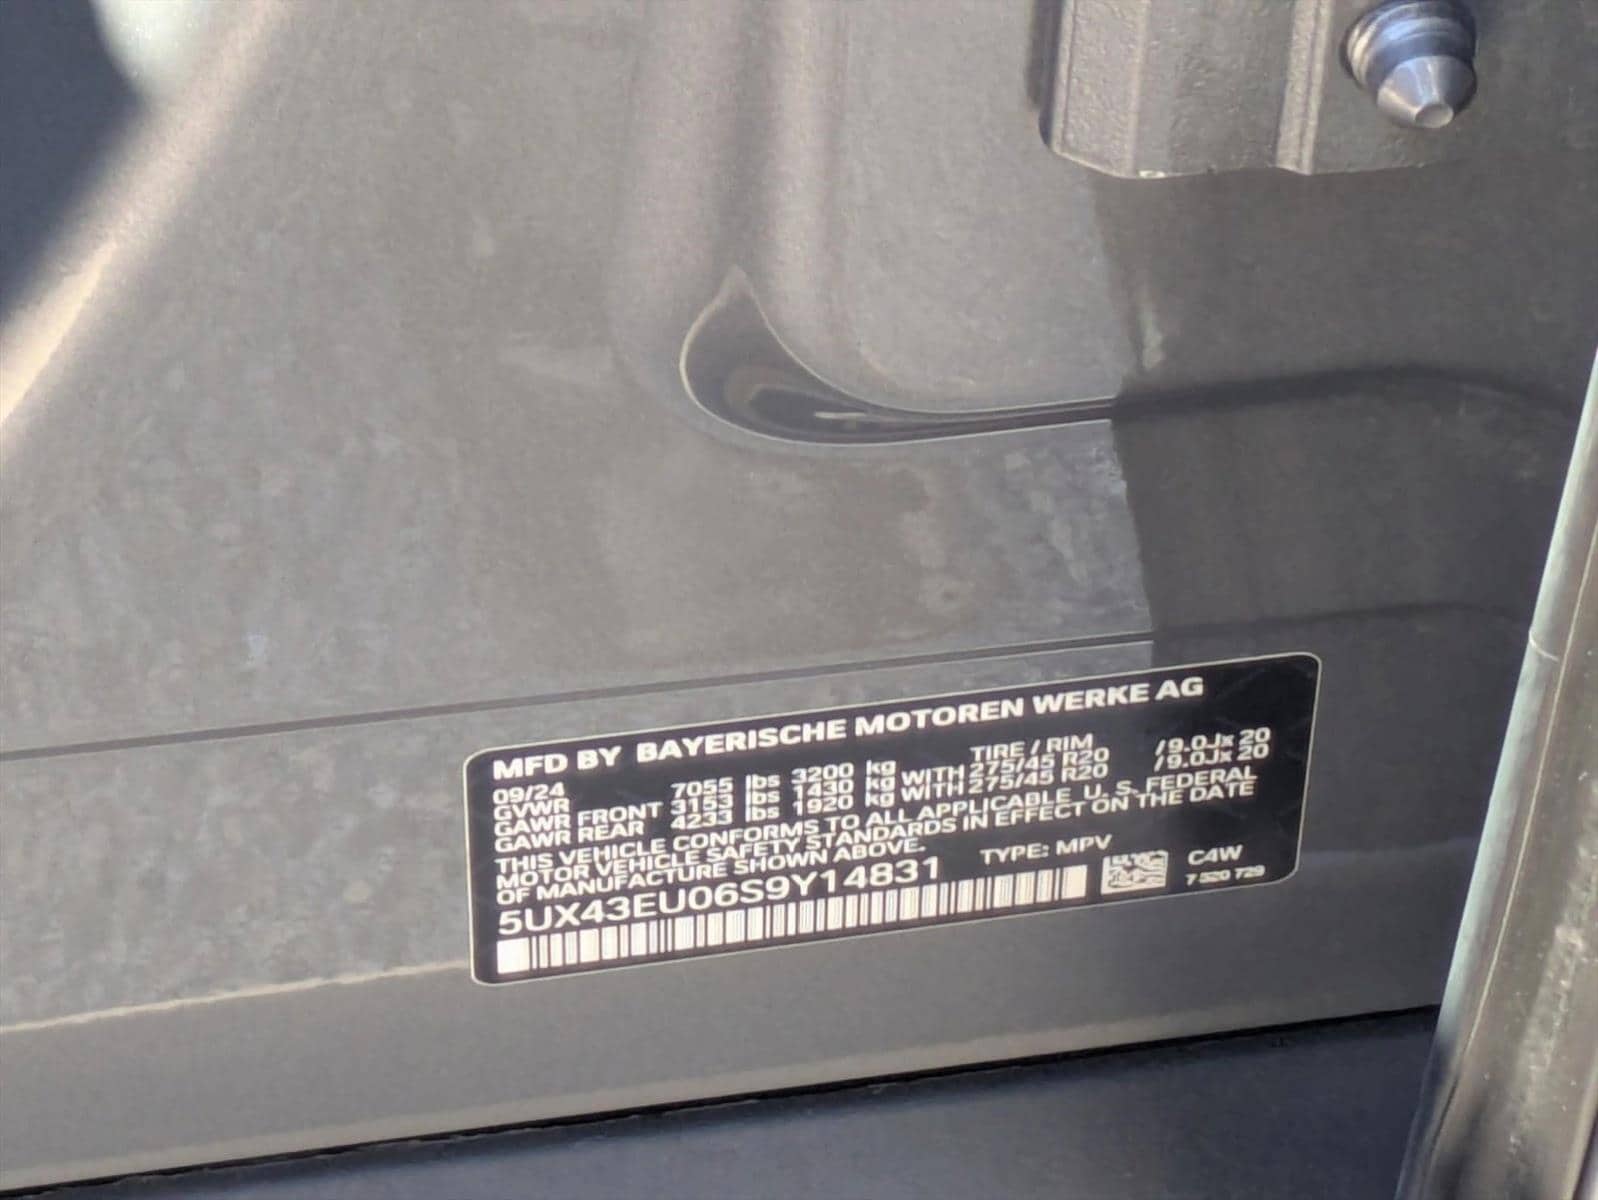 MFD BY BAYERISCHE MOTOREN WERKE AG
09/24 TIRE / RIM
GVWR 7055 lbs 3200 kg
GAWR FRONT 3153 lbs 1430 kg WITH 275/45 R20 /9.0Jx 20
GAWR REAR 4233 lbs 1920 kg WITH 275/45 R20 /9.0Jx 20
THIS VEHICLE CONFORMS TO ALL APPLICABLE U. S. FEDERAL
MOTOR VEHICLE SAFETY STANDARDS IN EFFECT ON THE DATE
OF MANUFACTURE SHOWN ABOVE.
5UX43EU06S9Y14831 TYPE: MPV
C4W
7 520 729